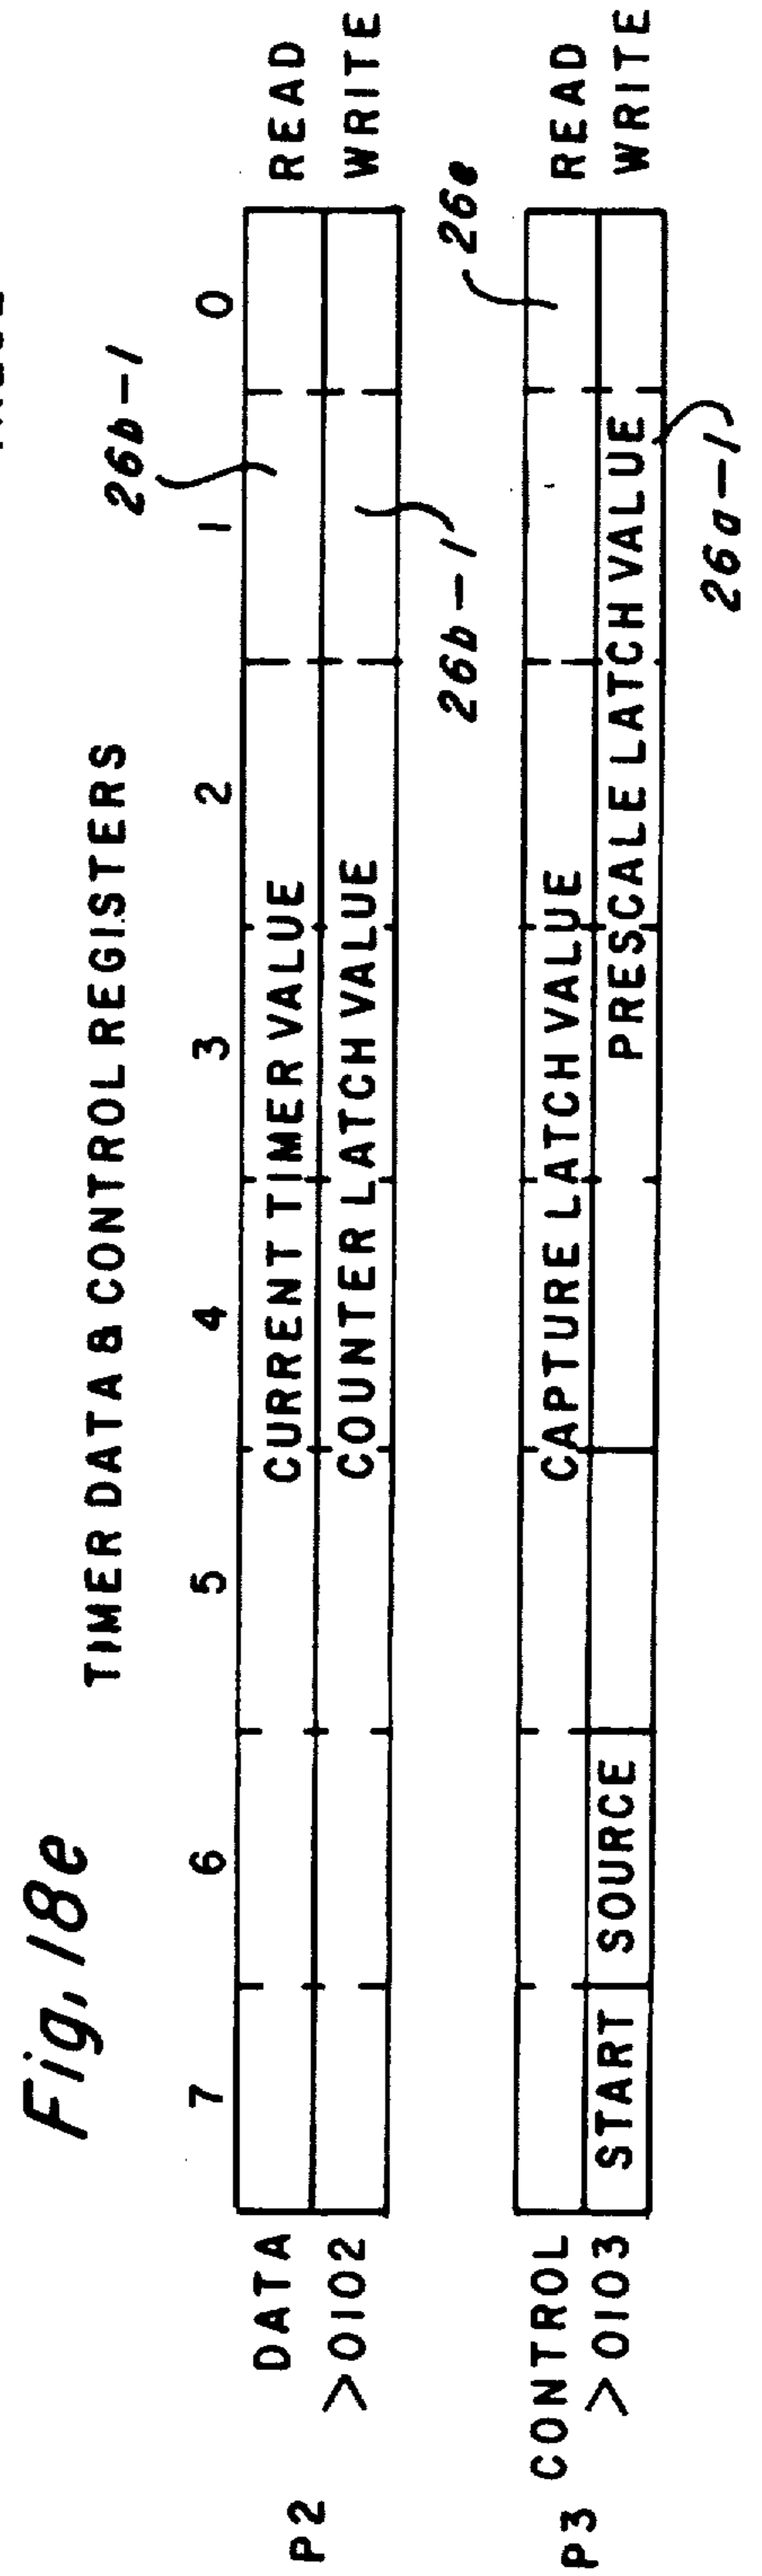 Fig. 18e
TIMER DATA & CONTROL REGISTERS
7 6 5 4 3 2 1 0
26b-1
P2
DATA
>0102
CURRENT TIMER VALUE
READ
COUNTER LATCH VALUE
WRITE
26b-1
26e
P3
CONTROL
>0103
CAPTURE LATCH VALUE
READ
START
SOURCE
PRESCALE LATCH VALUE
WRITE
26a-1